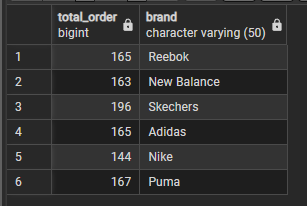 total_order brand
bigint character varying (50)
1 165 Reebok
2 163 New Balance
3 196 Skechers
4 165 Adidas
5 144 Nike
6 167 Puma